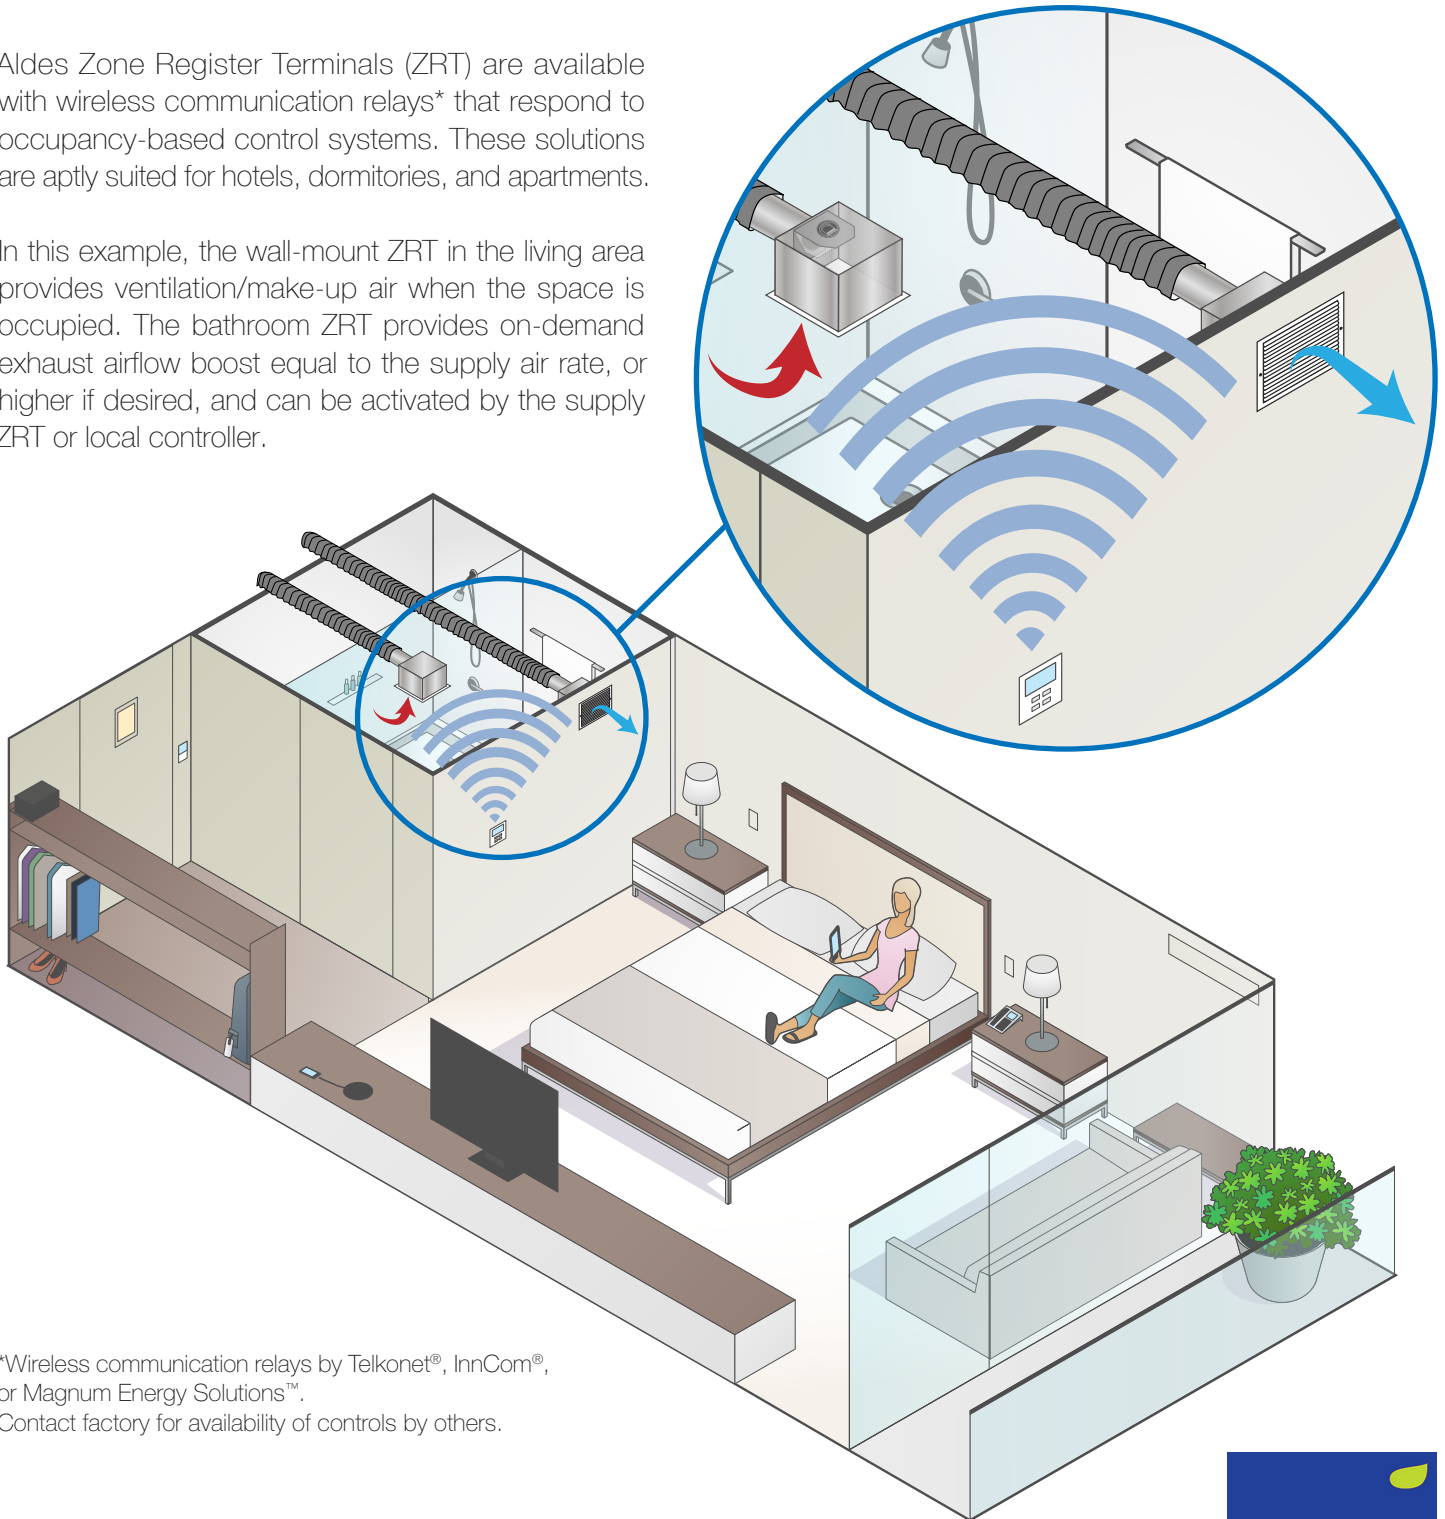 Aldes Zone Register Terminals (ZRT) are available
with wireless communication relays* that respond to
occupancy-based control systems. These solutions
are aptly suited for hotels, dormitories, and apartments.
In this example, the wall-mount ZRT in the living area
provides ventilation/make-up air when the space is
occupied. The bathroom ZRT provides on-demand
exhaust airflow boost equal to the supply air rate, or
higher if desired, and can be activated by the supply
ZRT or local controller.
*Wireless communication relays by Telkonet®, InnCom®,
or Magnum Energy Solutions™.
Contact factory for availability of controls by others.